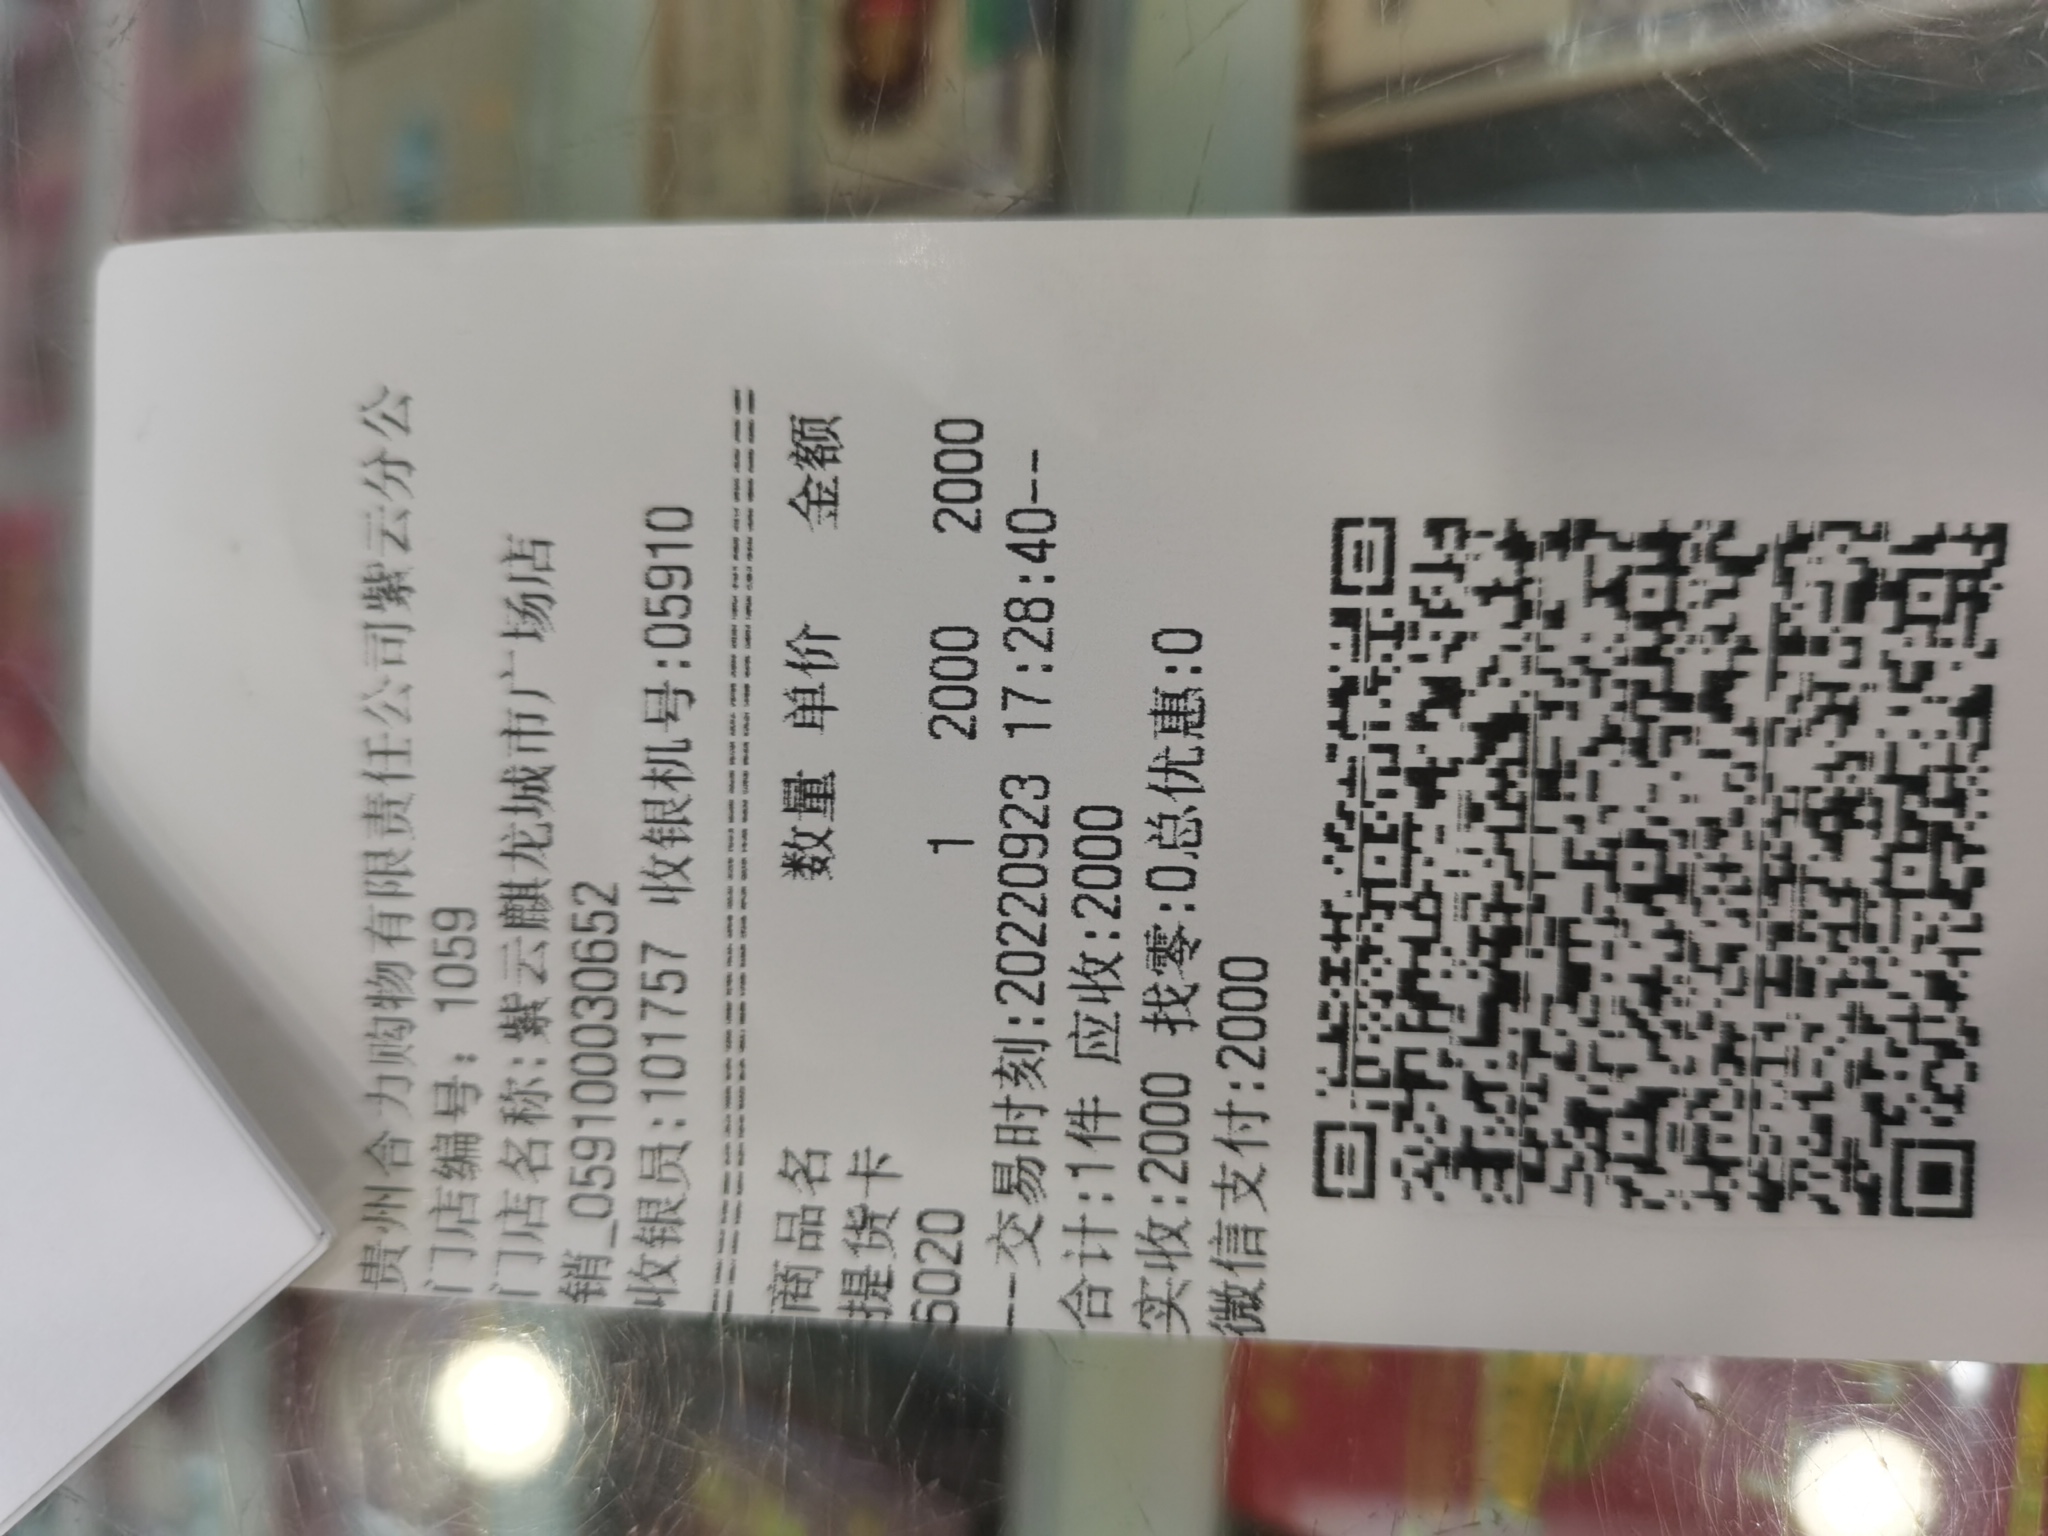 贵州合力购物有限责任公司紫云分公
门店编号: 1059
门店名称:紫云麒龙城市广场店
销_0591000030652
收银员:101757 收银机号:05910
商品名 数量 单价 金额
提货卡
6020 1 2000 2000
--交易时刻:20220923 17:28:40--
合计:1件 应收:2000
实收:2000 找零:0总优惠:0
微信支付:2000